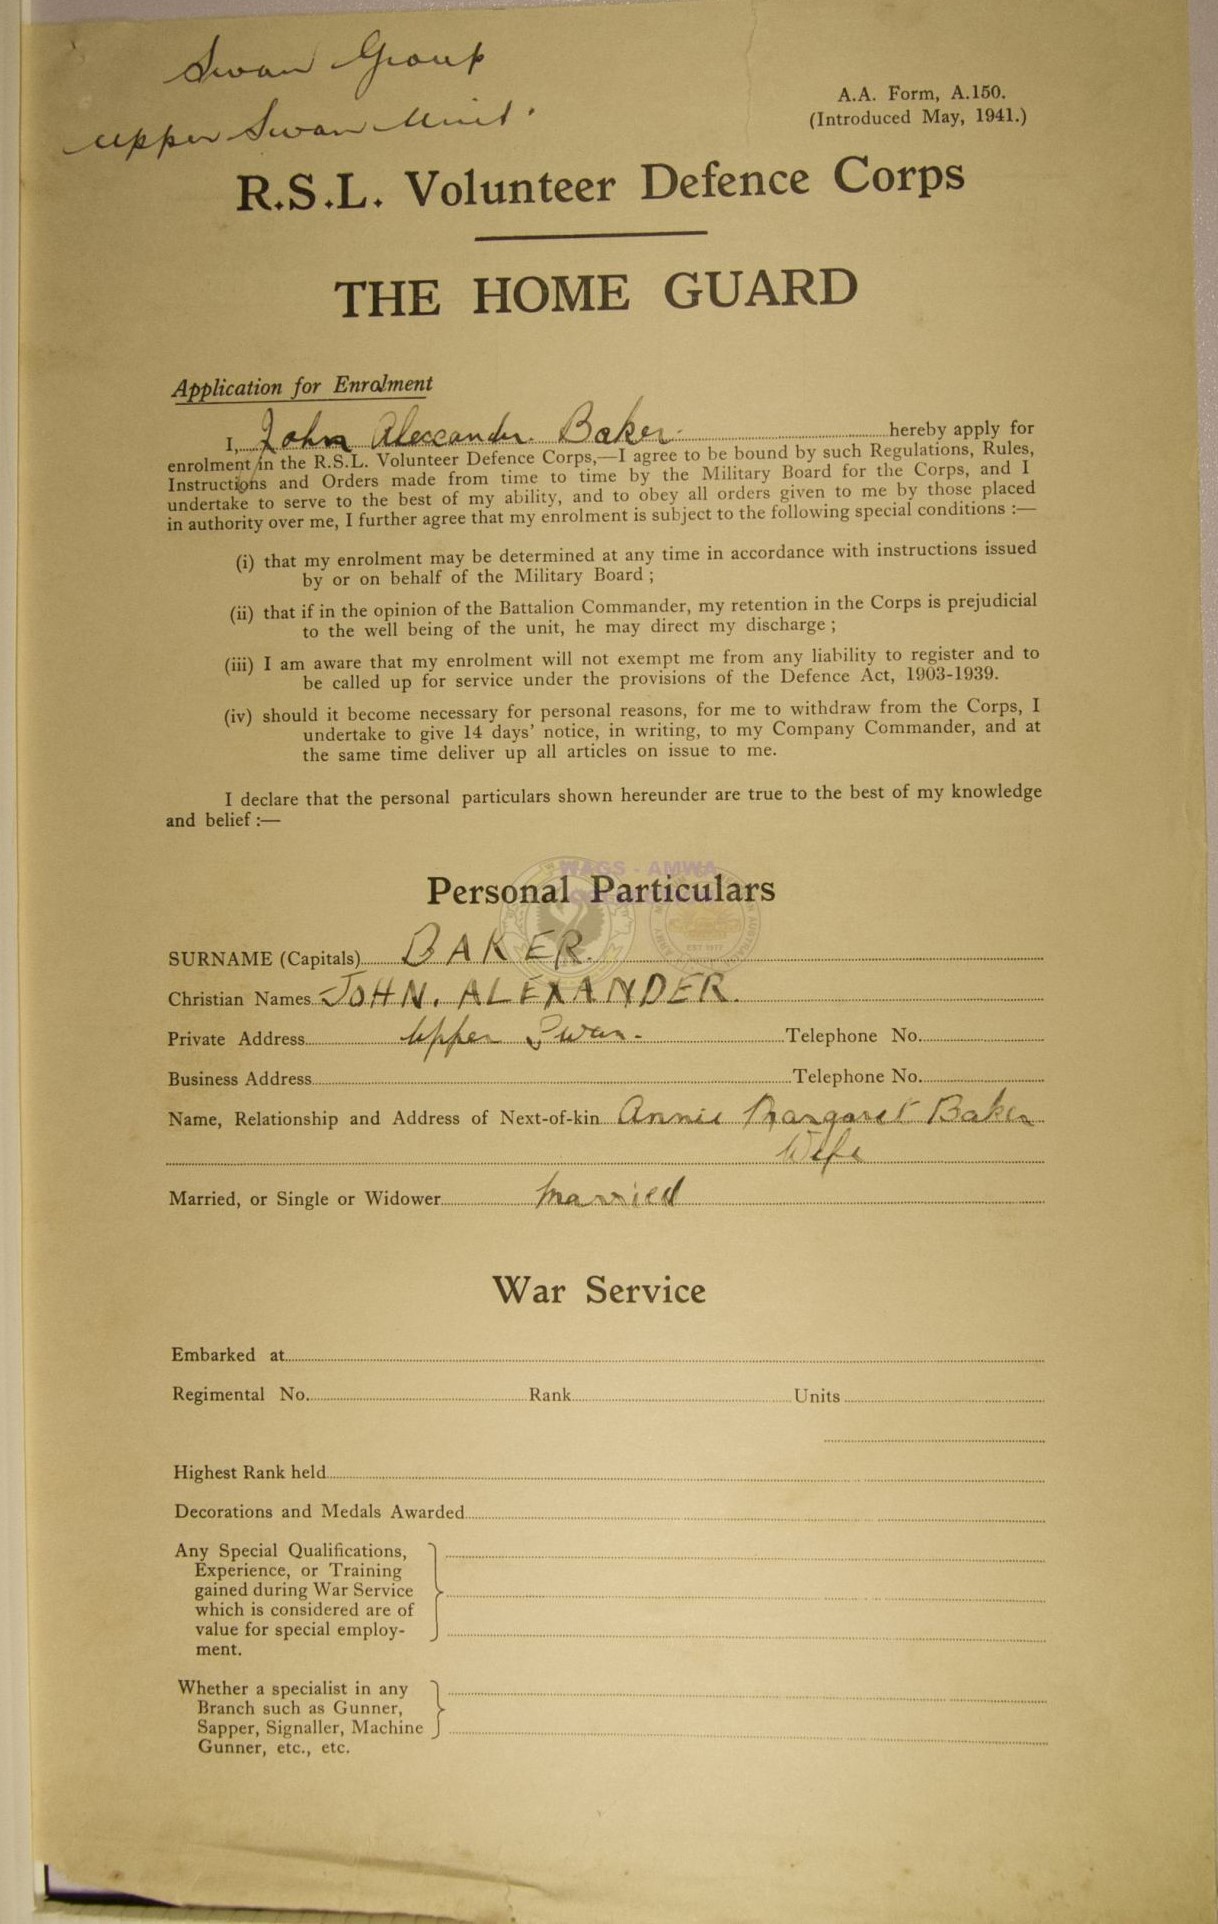 Swan Group
Upper Swan Unit.
A.A. Form, A.150.
(Introduced May, 1941.)
R.S.L. Volunteer Defence Corps
THE HOME GUARD
Application for Enrolment
I, John Alexander Baker. hereby apply for
enrolment in the R.S.L. Volunteer Defence Corps,—I agree to be bound by such Regulations, Rules,
Instructions and Orders made from time to time by the Military Board for the Corps, and I
undertake to serve to the best of my ability, and to obey all orders given to me by those placed
in authority over me, I further agree that my enrolment is subject to the following special conditions :—
(i) that my enrolment may be determined at any time in accordance with instructions issued
by or on behalf of the Military Board ;
(ii) that if in the opinion of the Battalion Commander, my retention in the Corps is prejudicial
to the well being of the unit, he may direct my discharge ;
(iii) I am aware that my enrolment will not exempt me from any liability to register and to
be called up for service under the provisions of the Defence Act, 1903-1939.
(iv) should it become necessary for personal reasons, for me to withdraw from the Corps, I
undertake to give 14 days' notice, in writing, to my Company Commander, and at
the same time deliver up all articles on issue to me.
I declare that the personal particulars shown hereunder are true to the best of my knowledge
and belief :—
WAGS - AMWA
Personal Particulars
SURNAME (Capitals) BAKER.
EST 1977
Christian Names JOHN. ALEXANDER.
Private Address Upper Swan. Telephone No.
Business Address Telephone No.
Name, Relationship and Address of Next-of-kin Annie Margaret Baker
Wife
Married, or Single or Widower Married
War Service
Embarked at
Regimental No. Rank Units
Highest Rank held
Decorations and Medals Awarded
Any Special Qualifications,
Experience, or Training
gained during War Service
which is considered are of
value for special employ-
ment.
Whether a specialist in any
Branch such as Gunner,
Sapper, Signaller, Machine
Gunner, etc., etc.